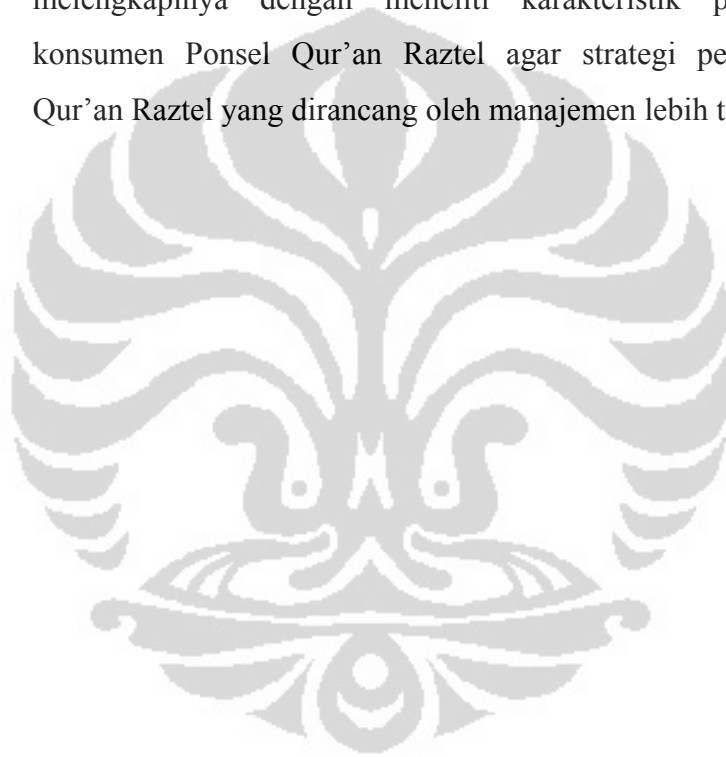 melengkapinya dengan meneliti karakteristik p
konsumen Ponsel Qur’an Raztel agar strategi pe
Qur’an Raztel yang dirancang oleh manajemen lebih t